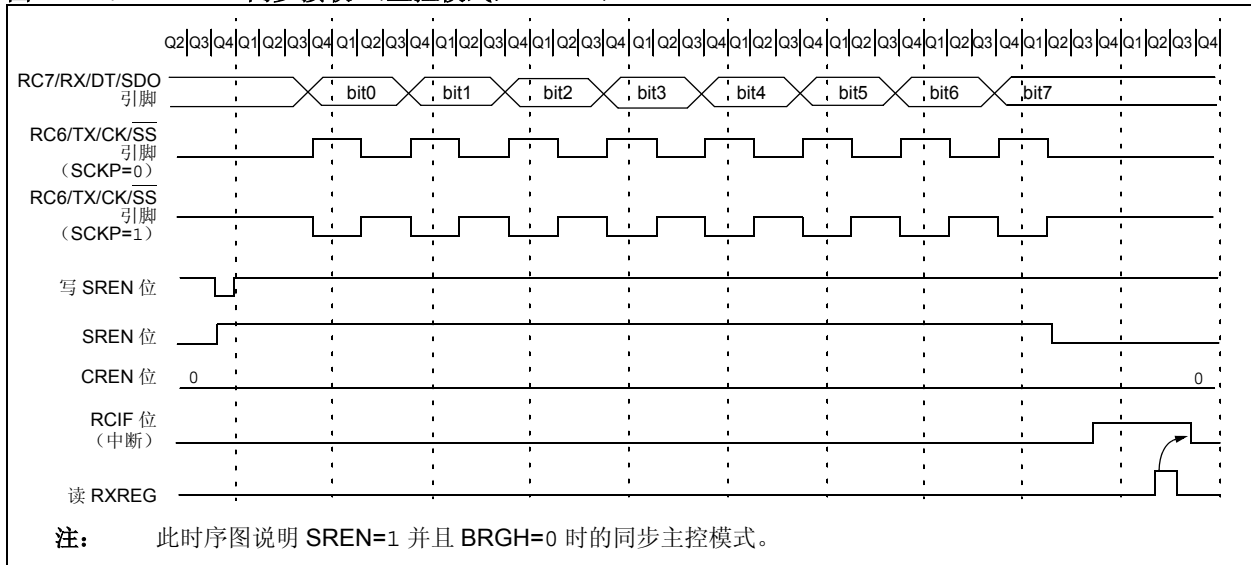 Q2 Q3 Q4 Q1 Q2 Q3 Q4 Q1 Q2 Q3 Q4 Q1 Q2 Q3 Q4 Q1 Q2 Q3 Q4 Q1 Q2 Q3 Q4 Q1 Q2 Q3 Q4 Q1 Q2 Q3 Q4 Q1 Q2 Q3 Q4 Q1 Q2 Q3 Q4 Q1 Q2 Q3 Q4
RC7/RX/DT/SDO
引脚
bit0 bit1 bit2 bit3 bit4 bit5 bit6 bit7
RC6/TX/CK/SS
引脚
（SCKP=0）
RC6/TX/CK/SS
引脚
（SCKP=1）
写 SREN 位
SREN 位
CREN 位 0 0
RCIF 位
（中断）
读 RXREG
注： 此时序图说明 SREN=1 并且 BRGH=0 时的同步主控模式。